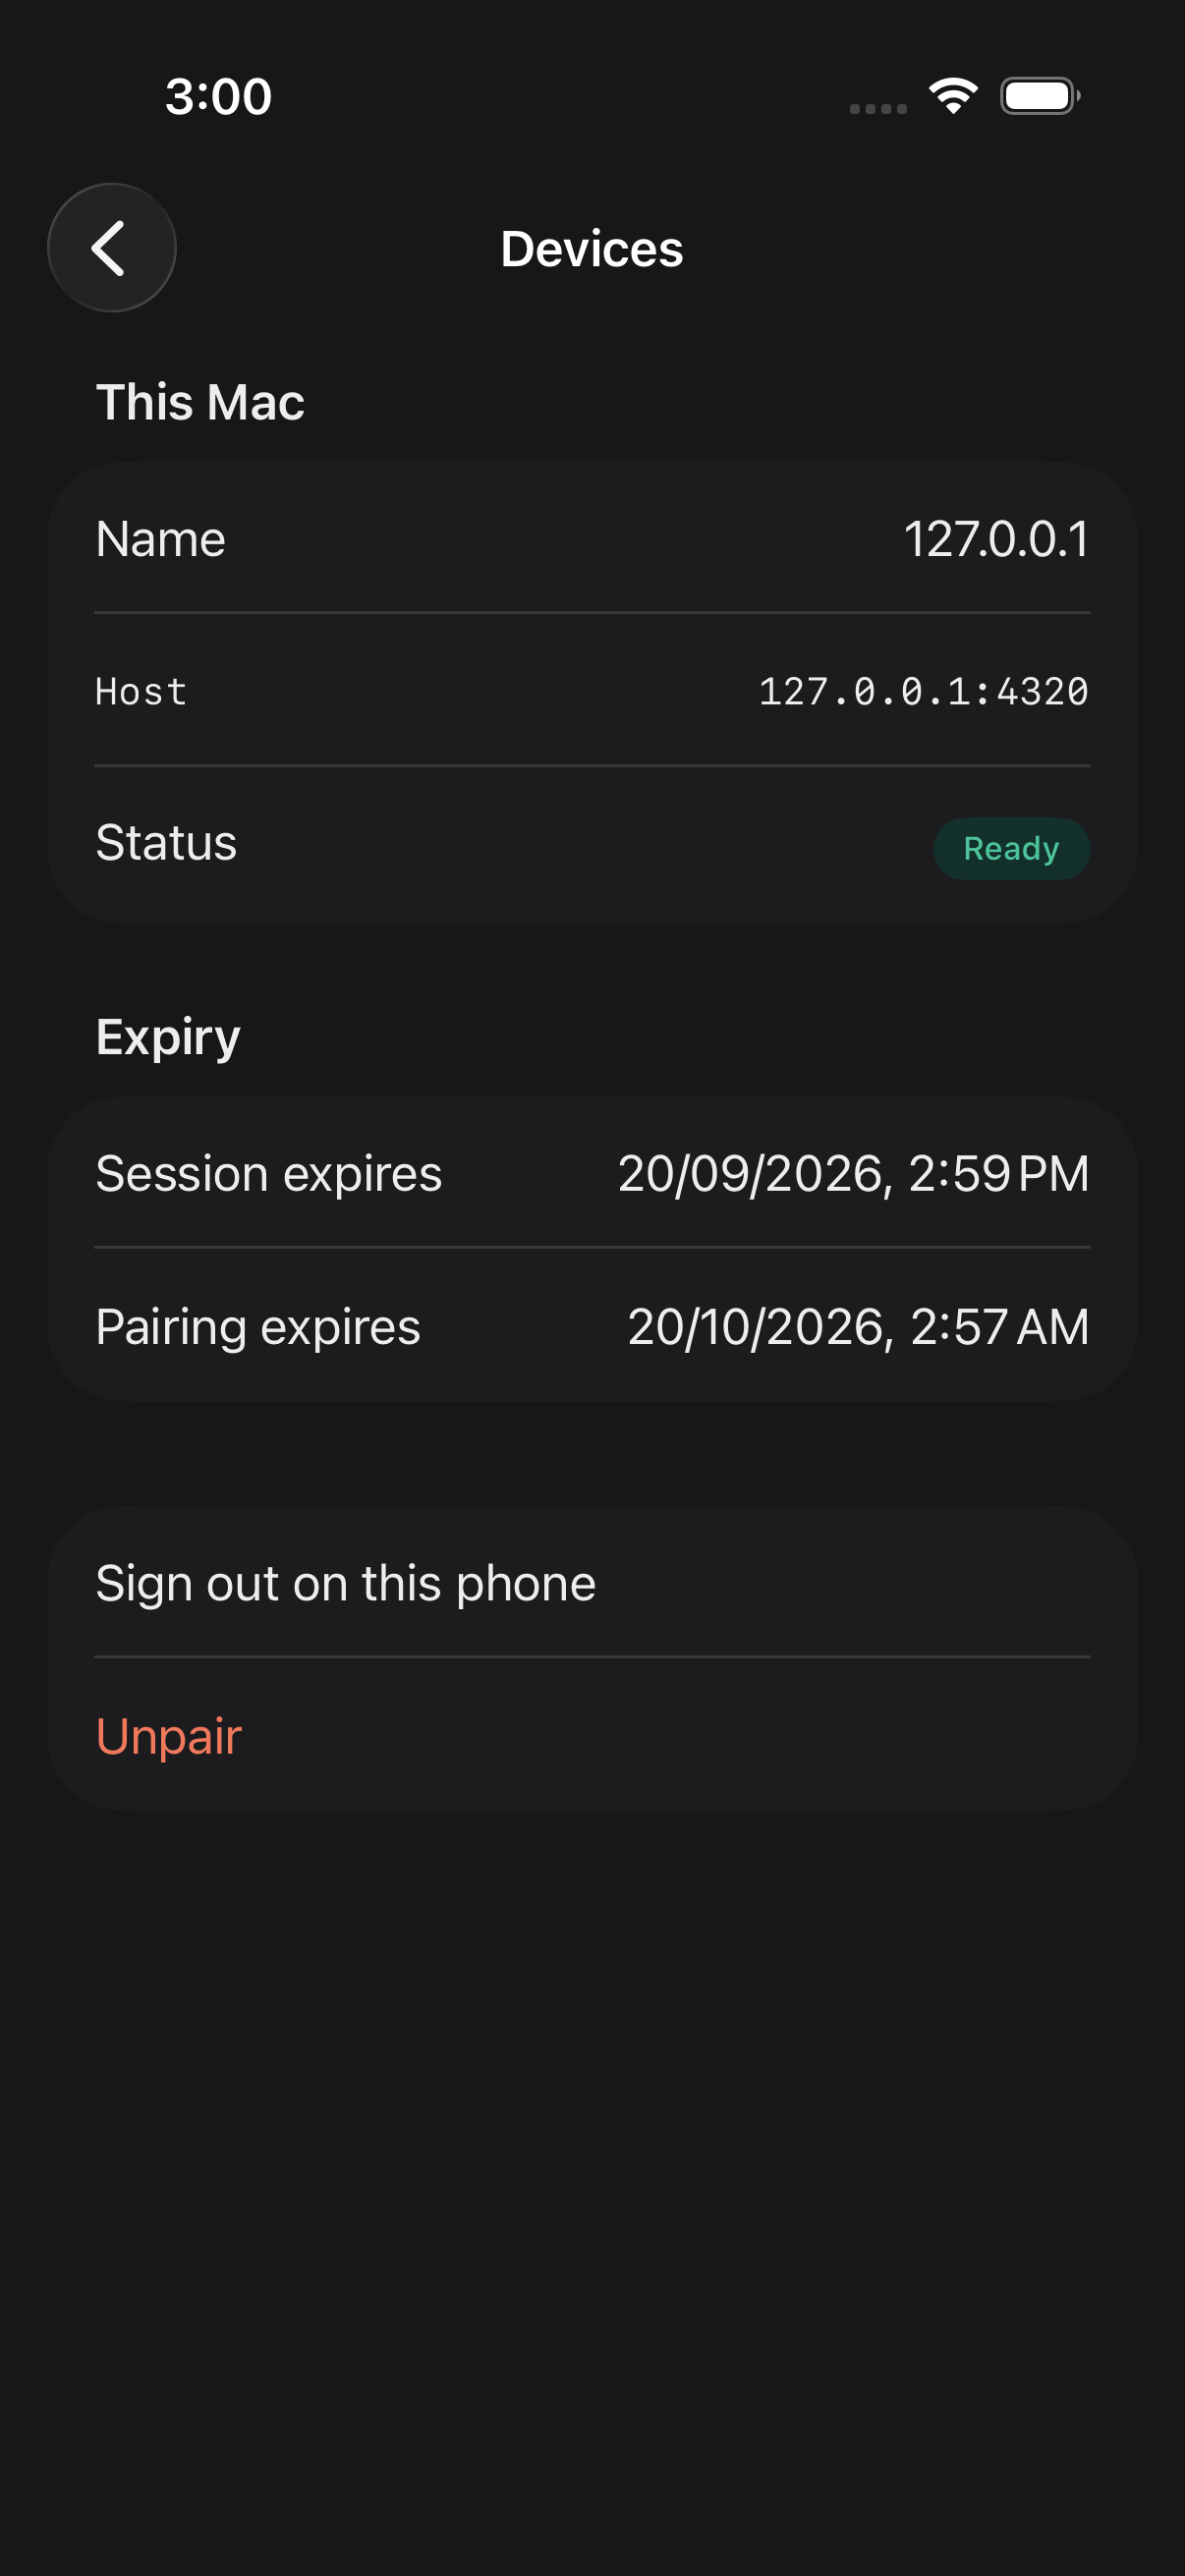 3:00
Devices
This Mac
Name 127.0.0.1
Host 127.0.0.1:4320
Status Ready
Expiry
Session expires 20/09/2026, 2:59 PM
Pairing expires 20/10/2026, 2:57 AM
Sign out on this phone
Unpair